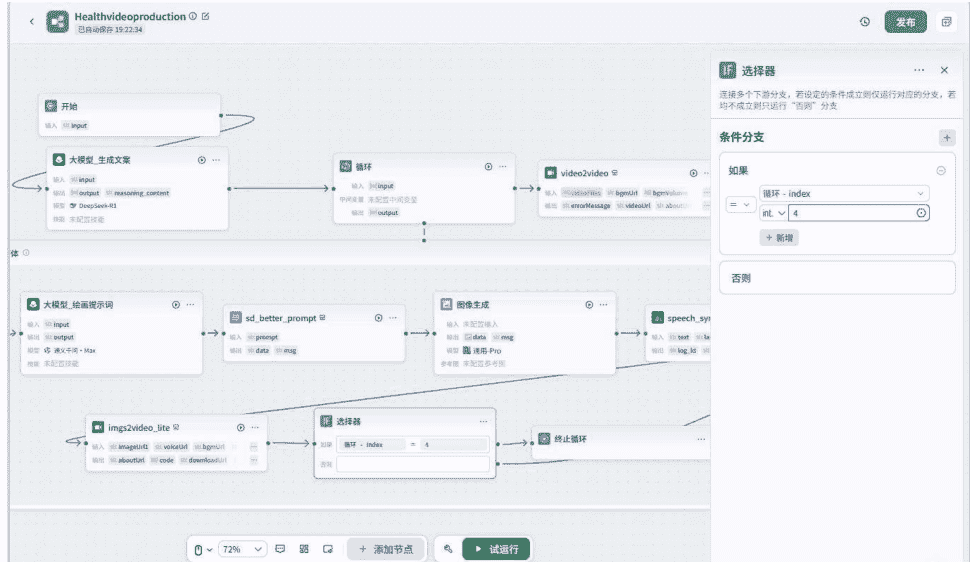 Healthvideoproduction
已自动保存 19:22:34
发布
开始
输入 input
大模型_生成文案
输入 input
输出 output reasoning_content
模型 DeepSeek-R1
技能 未配置技能
循环
输入 input
中间变量 未配置中间变量
输出 output
video2video
输入 videoFiles bgmUrl bgmVolume
输出 errorMessage videoUrl about
体
大模型_绘画提示词
输入 input
输出 output
模型 通义千问·Max
技能 未配置技能
sd_better_prompt
输入 prompt
输出 data msg
图像生成
输入 未配置输入
输出 data msg
模型 通用-Pro
参考图 未配置参考图
speech_syn
输入 text la
输出 log_id
imgs2video_lite
输入 imageUrl1 voiceUrl bgmUrl
输出 aboutUrl code downloadUrl
选择器
如果 循环 - index = 4
否则
终止循环
72%
+ 添加节点
试运行
选择器
连接多个下游分支，若设定的条件成立则仅运行对应的分支，若
均不成立则只运行“否则”分支
条件分支
如果
循环 - index
=
int. 4
+ 新增
否则